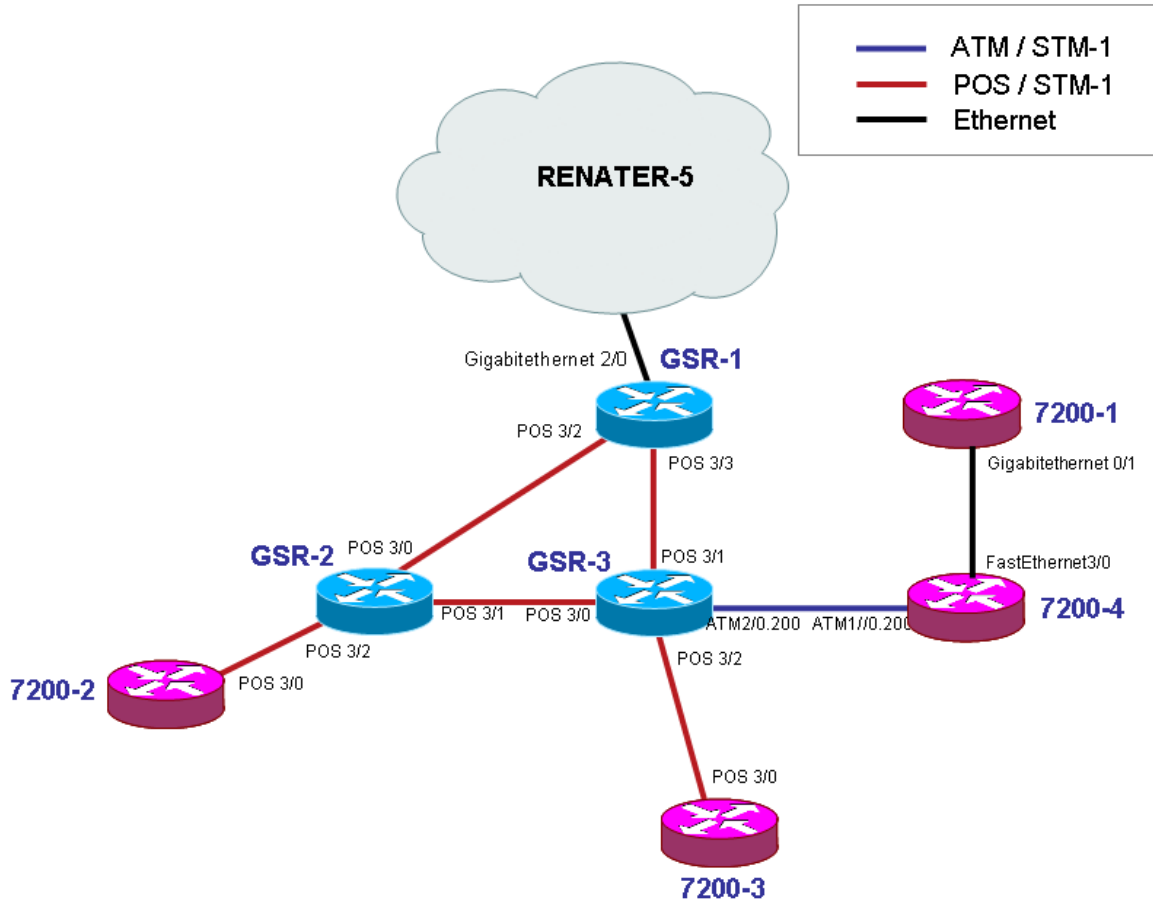 ATM / STM-1
POS / STM-1
Ethernet
RENATER-5
Gigabitethernet 2/0
GSR-1
7200-1
POS 3/2
POS 3/3
Gigabitethernet 0/1
GSR-2
POS 3/0
GSR-3
POS 3/1
FastEthernet3/0
POS 3/1
POS 3/0
ATM2/0.200
ATM1//0.200
7200-4
POS 3/2
POS 3/2
7200-2
POS 3/0
POS 3/0
7200-3